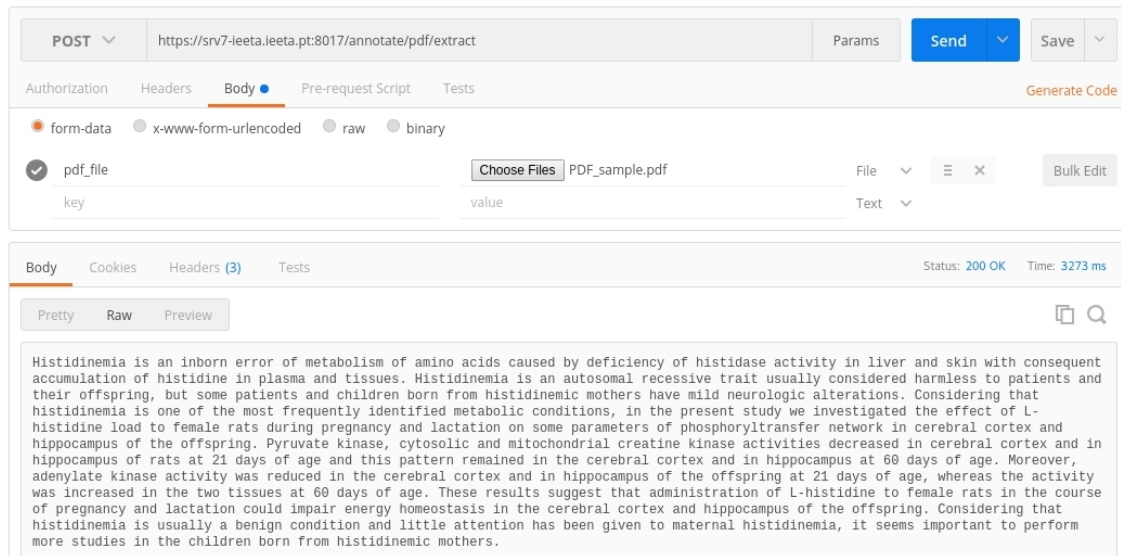 POST https://srv7-ieeta.ieeta.pt:8017/annotate/pdf/extract Params Send Save
Authorization Headers Body Pre-request Script Tests Generate Code
form-data x-www-form-urlencoded raw binary
pdf_file Choose Files PDF_sample.pdf File Bulk Edit
key value Text
Body Cookies Headers (3) Tests Status: 200 OK Time: 3273 ms
Pretty Raw Preview
Histidinemia is an inborn error of metabolism of amino acids caused by deficiency of histidase activity in liver and skin with consequent
accumulation of histidine in plasma and tissues. Histidinemia is an autosomal recessive trait usually considered harmless to patients and
their offspring, but some patients and children born from histidinemic mothers have mild neurologic alterations. Considering that
histidinemia is one of the most frequently identified metabolic conditions, in the present study we investigated the effect of L-
histidine load to female rats during pregnancy and lactation on some parameters of phosphoryltransfer network in cerebral cortex and
hippocampus of the offspring. Pyruvate kinase, cytosolic and mitochondrial creatine kinase activities decreased in cerebral cortex and in
hippocampus of rats at 21 days of age and this pattern remained in the cerebral cortex and in hippocampus at 60 days of age. Moreover,
adenylate kinase activity was reduced in the cerebral cortex and in hippocampus of the offspring at 21 days of age, whereas the activity
was increased in the two tissues at 60 days of age. These results suggest that administration of L-histidine to female rats in the course
of pregnancy and lactation could impair energy homeostasis in the cerebral cortex and hippocampus of the offspring. Considering that
histidinemia is usually a benign condition and little attention has been given to maternal histidinemia, it seems important to perform
more studies in the children born from histidinemic mothers.